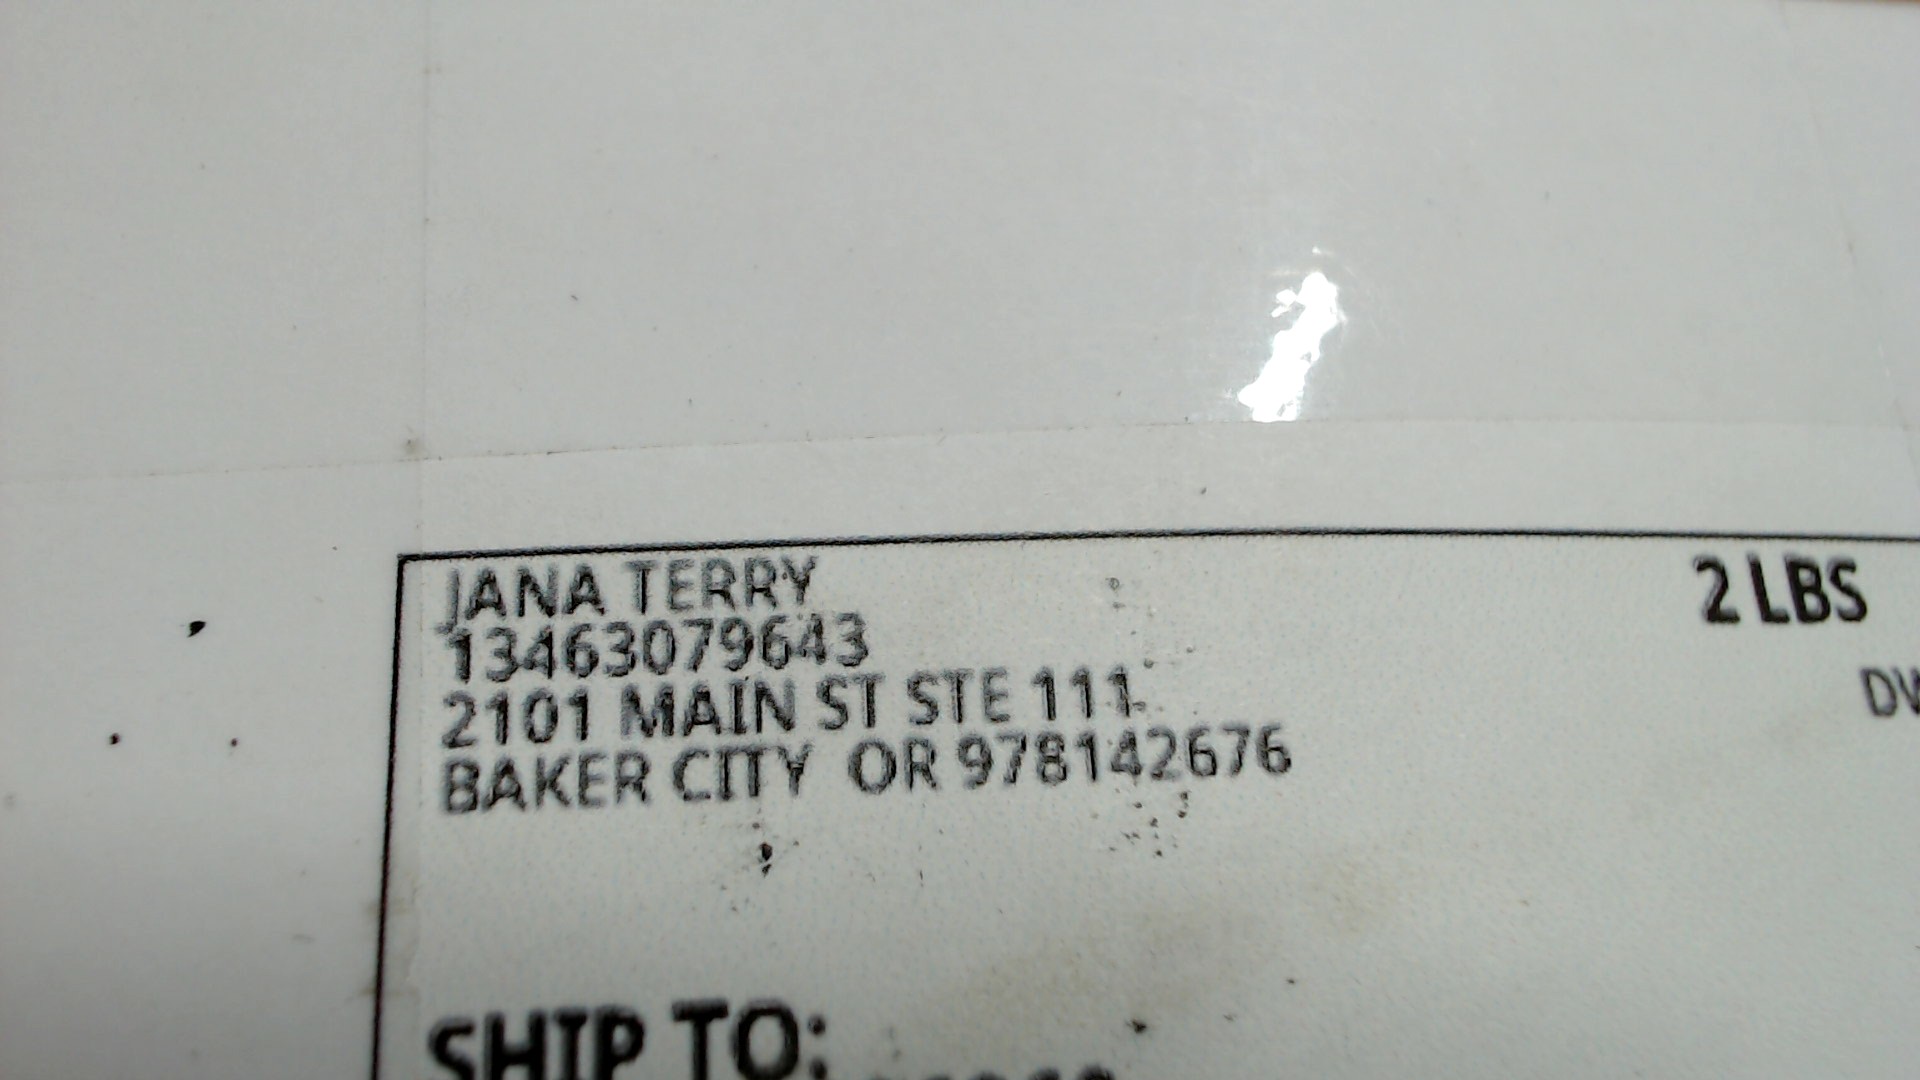 JANA TERRY
2 LBS
13463079643
2101 MAIN ST STE 111
BAKER CITY OR 978142676
SHIP TO: